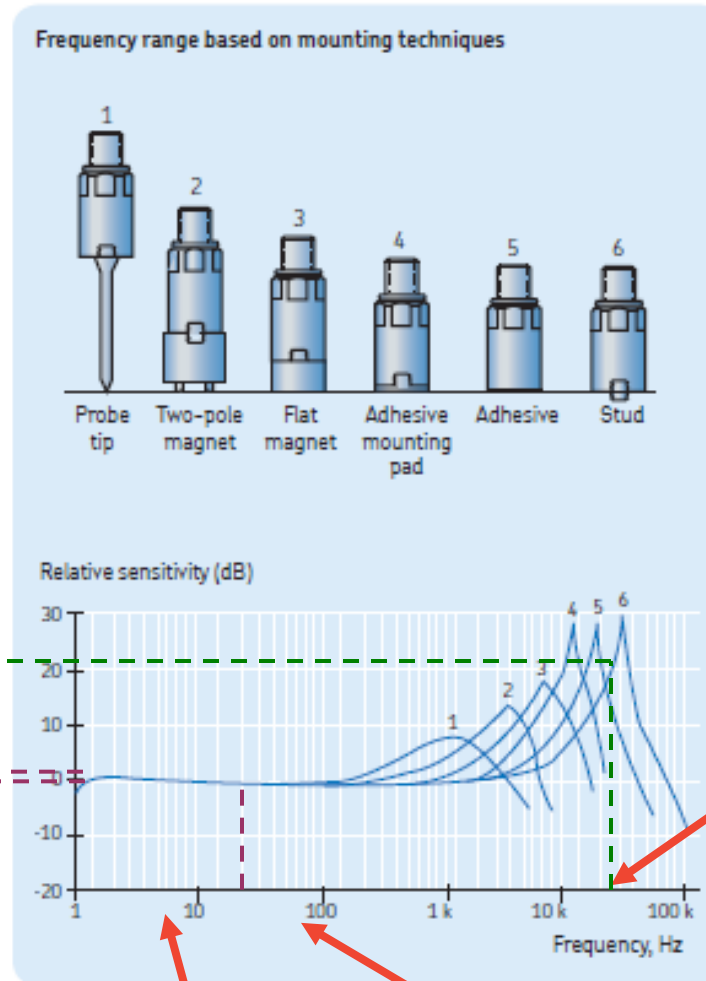 Frequency range based on mounting techniques
1
2
3
4
5
6
Probe tip
Two-pole magnet
Flat magnet
Adhesive mounting pad
Adhesive
Stud
Relative sensitivity (dB)
30
20
10
0
-10
-20
1
2
3
4
5
6
1 10 100 1 k 10 k 100 k
Frequency, Hz